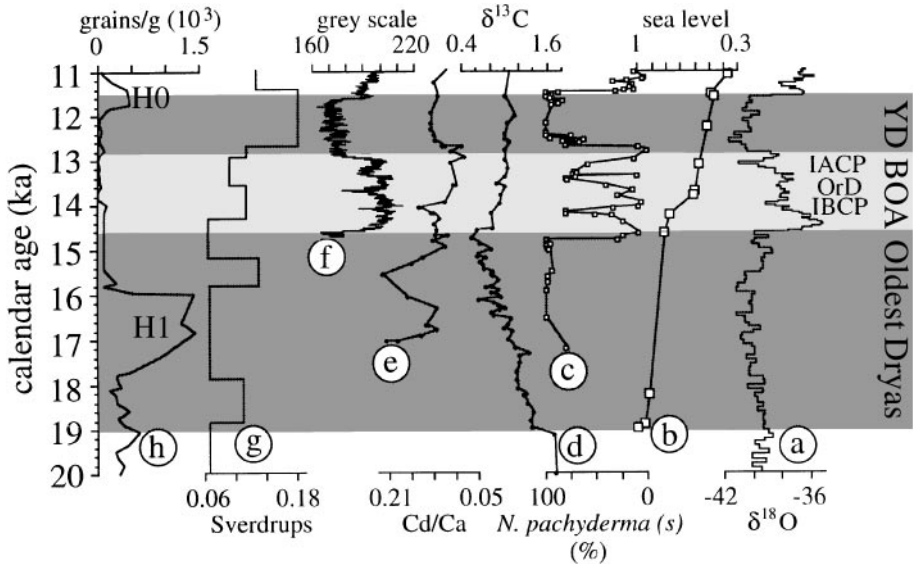 grains/g (10³) grey scale δ¹³C sea level
0 1.5 160 220 0.4 1.6 1 0.3
11
12
13
14
15
16
17
18
19
20
calendar age (ka)
H0
H1
IACP
OrD
IBCP
YD BOA Oldest Dryas
f
e
c
h g d b a
0.06 0.18 0.21 0.05 100 0 -42 -36
Sverdrups Cd/Ca N. pachyderma (s) δ¹⁸O
(%)